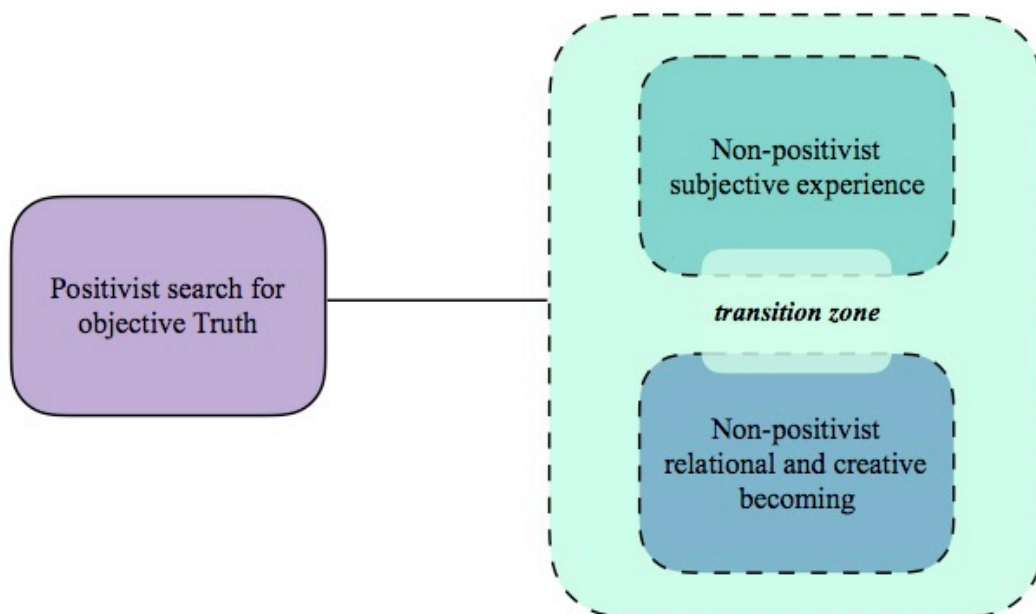 Positivist search for
objective Truth
Non-positivist
subjective experience
transition zone
Non-positivist
relational and creative
becoming